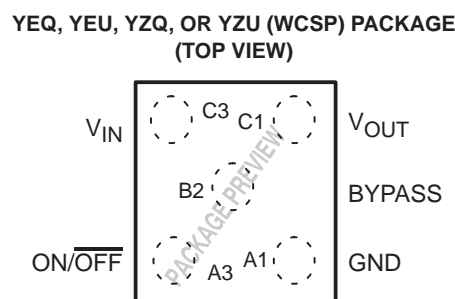 YEQ, YEU, YZQ, OR YZU (WCSP) PACKAGE
(TOP VIEW)
VIN C3 C1 VOUT
B2 BYPASS
PACKAGE PREVIEW
ON/OFF A3 A1 GND